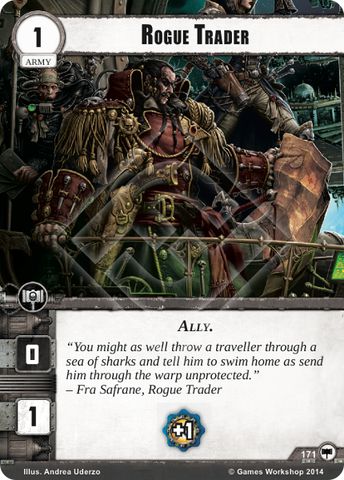 1
ARMY
ROGUE TRADER
ALLY.
“You might as well throw a traveller through a
sea of sharks and tell him to swim home as send
him through the warp unprotected.”
– Fra Safrane, Rogue Trader
0
1
+1
171
Illus. Andrea Uderzo
© Games Workshop 2014